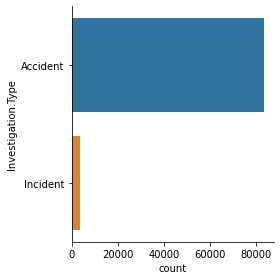 Accident
Incident
Investigation.Type
0 20000 40000 60000 80000
count